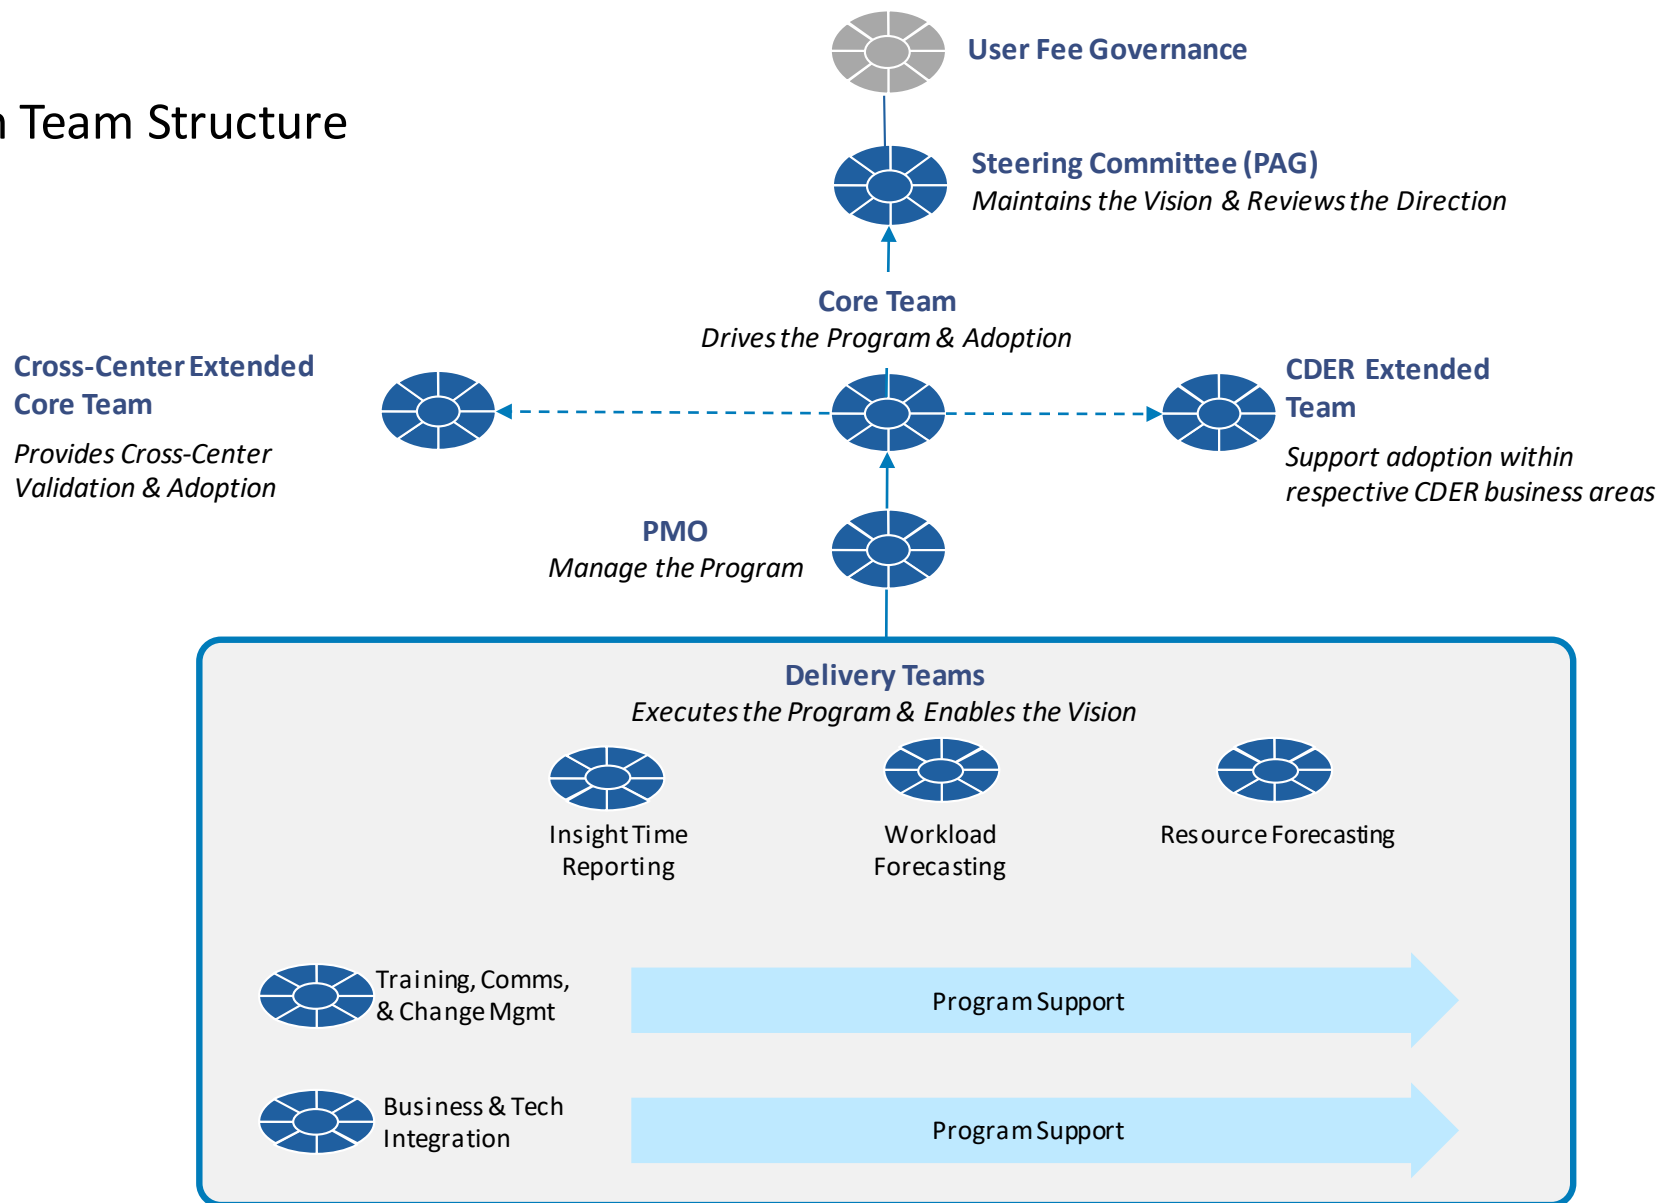 User Fee Governance
Team Structure
Steering Committee (PAG)
Maintains the Vision & Reviews the Direction
Core Team
Drives the Program & Adoption
Cross-Center Extended
Core Team
Provides Cross-Center
Validation & Adoption
CDER Extended
Team
Support adoption within
respective CDER business areas
PMO
Manage the Program
Delivery Teams
Executes the Program & Enables the Vision
Insight Time
Reporting
Workload
Forecasting
Resource Forecasting
Training, Comms,
& Change Mgmt
Program Support
Business & Tech
Integration
Program Support